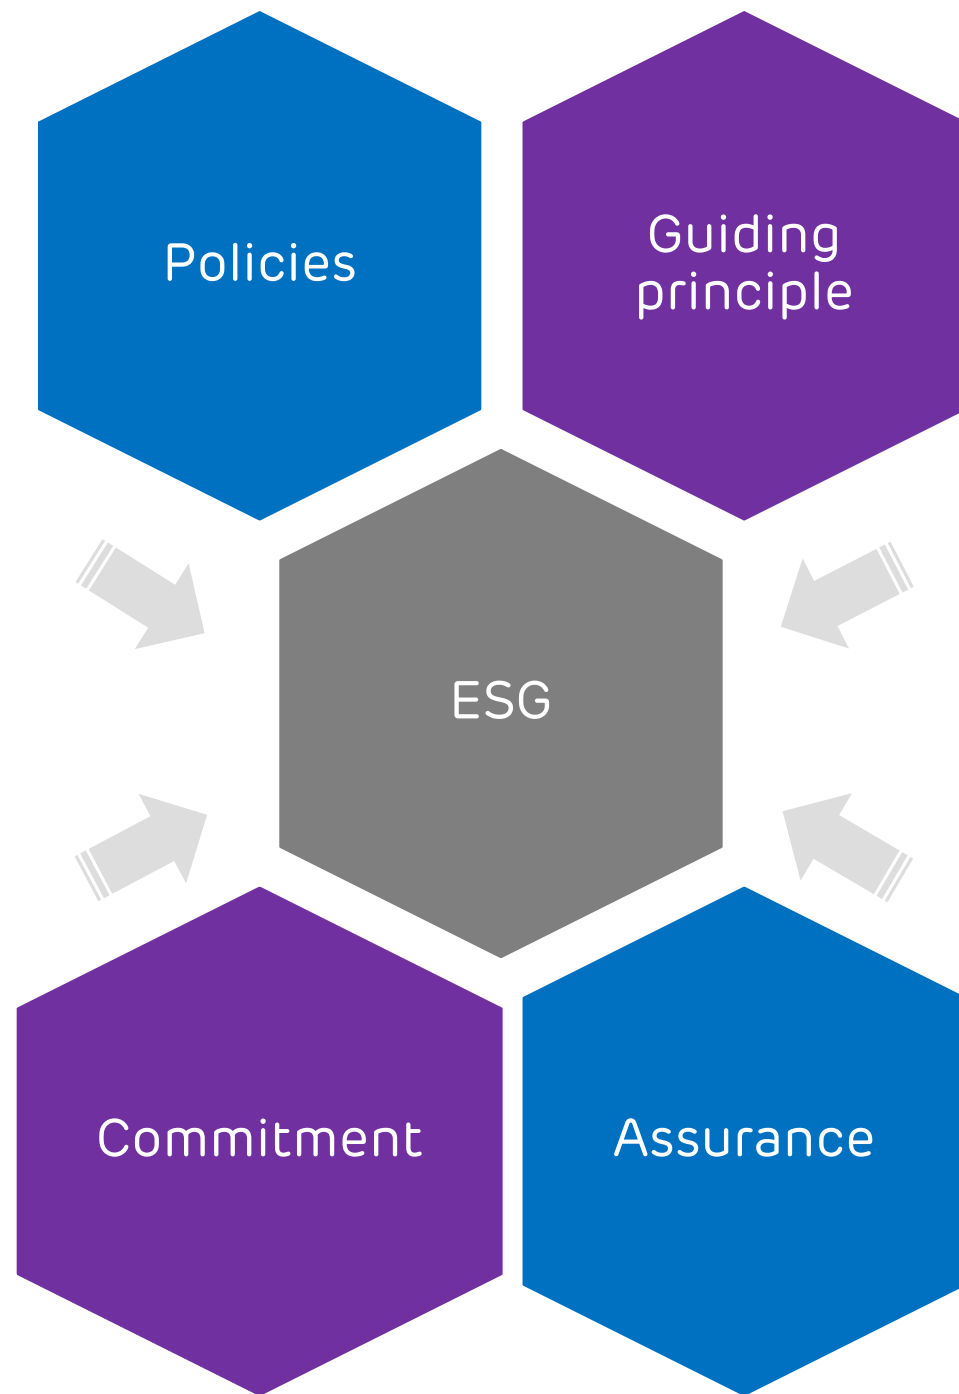 Policies
Guiding
principle
ESG
Commitment
Assurance